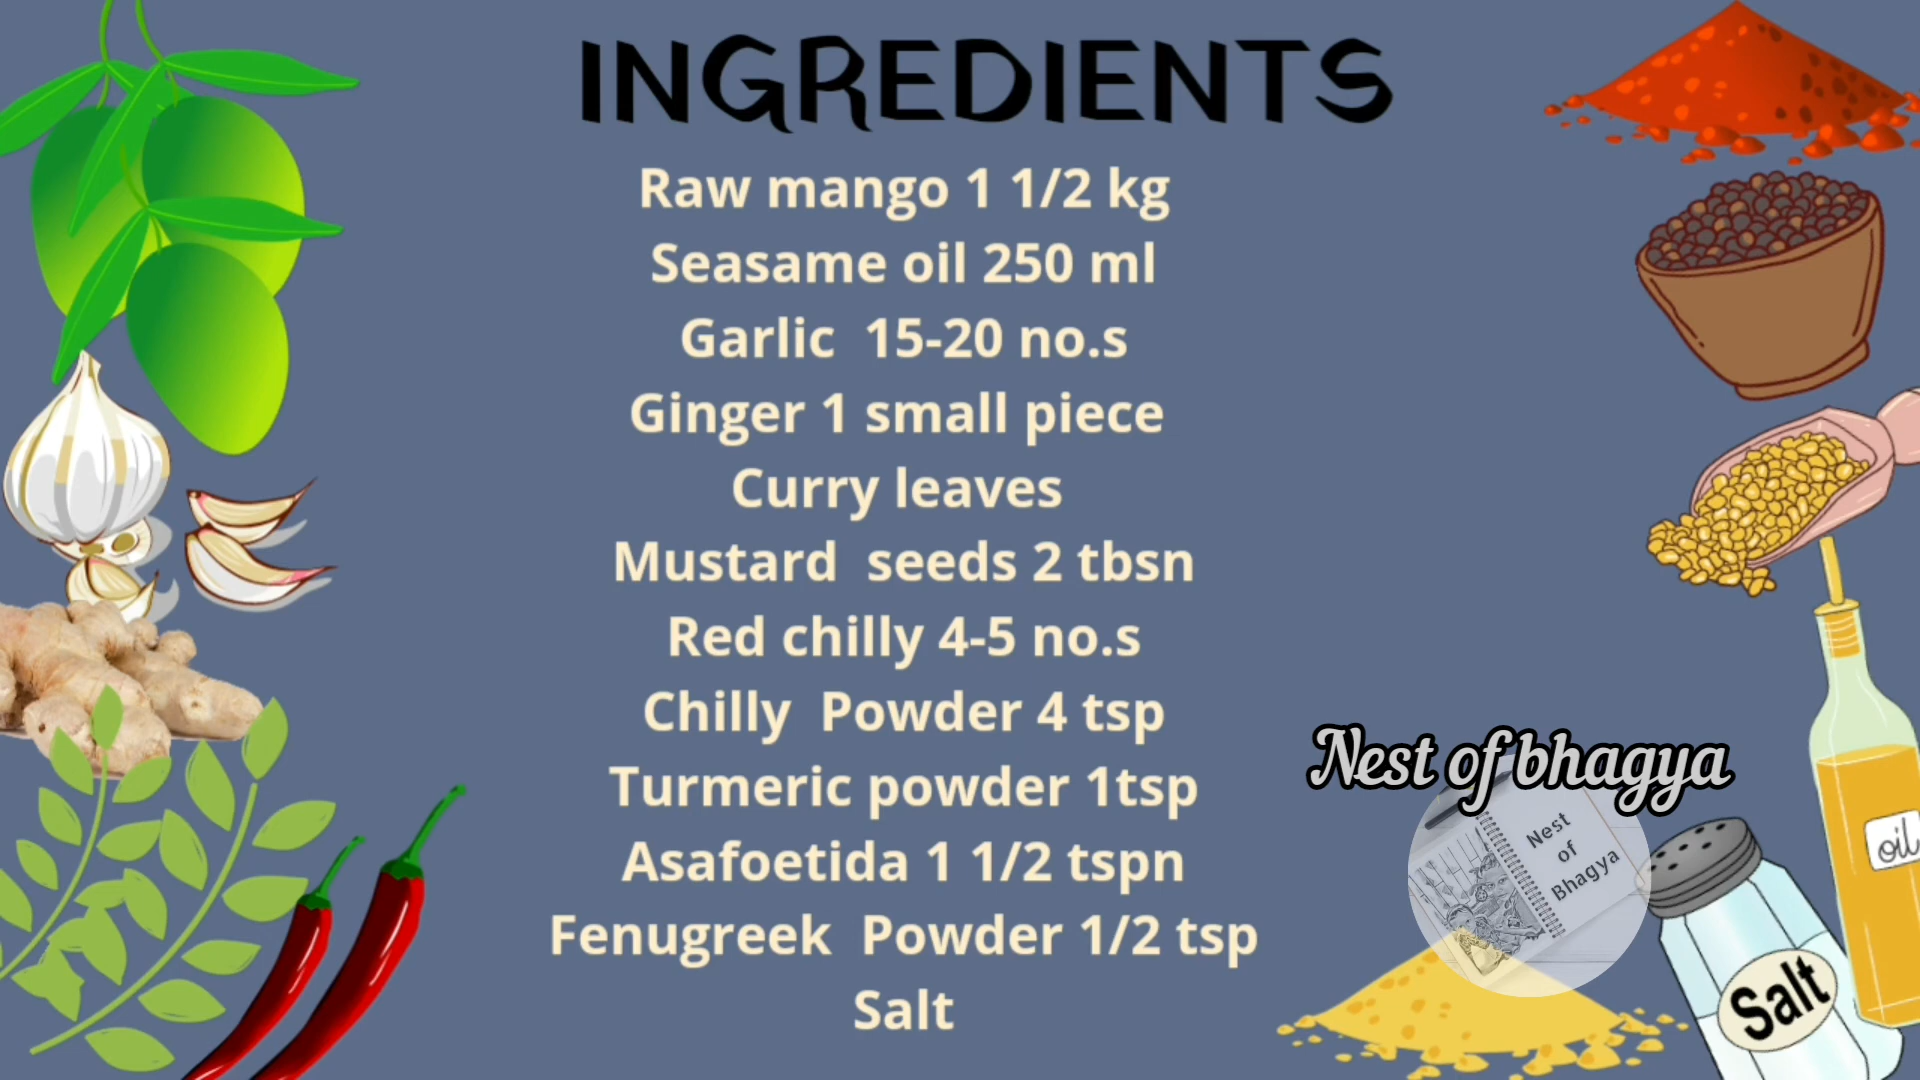 INGREDIENTS
Raw mango 1 1/2 kg
Seasame oil 250 ml
Garlic 15-20 no.s
Ginger 1 small piece
Curry leaves
Mustard seeds 2 tbsn
Red chilly 4-5 no.s
Chilly Powder 4 tsp
Turmeric powder 1tsp
Asafoetida 1 1/2 tspn
Fenugreek Powder 1/2 tsp
Salt
Nest of bhagya
Nest
of
Bhagya
oil
Salt